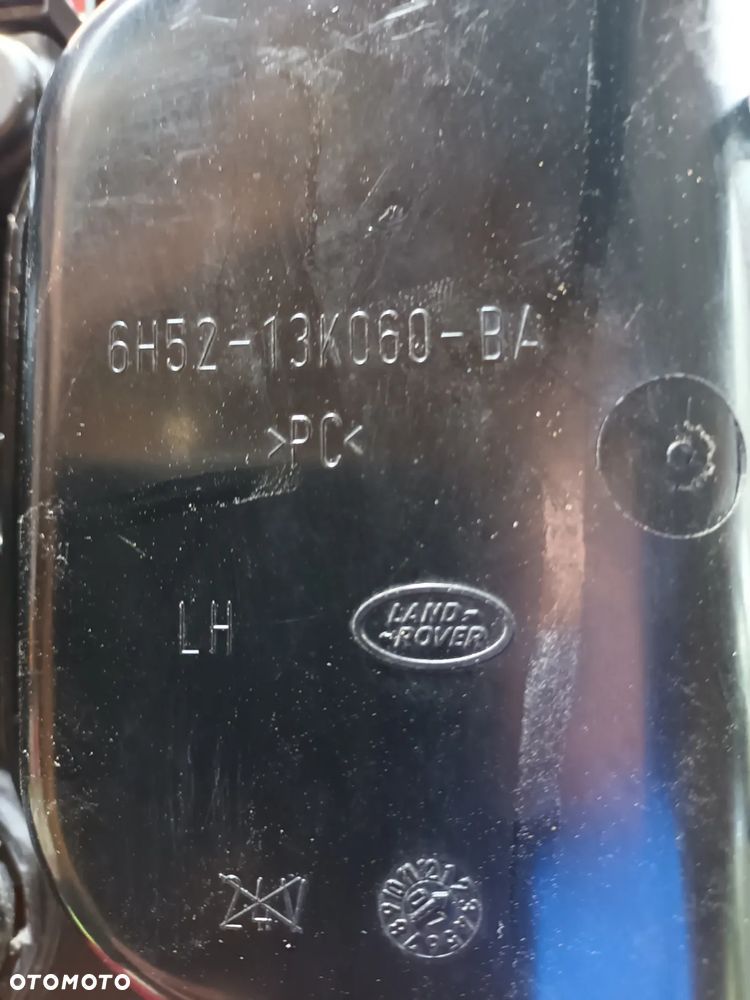 6H52-13K060-BA
>PC<
LH
LAND-
~ROVER
24V
OTOMOTO